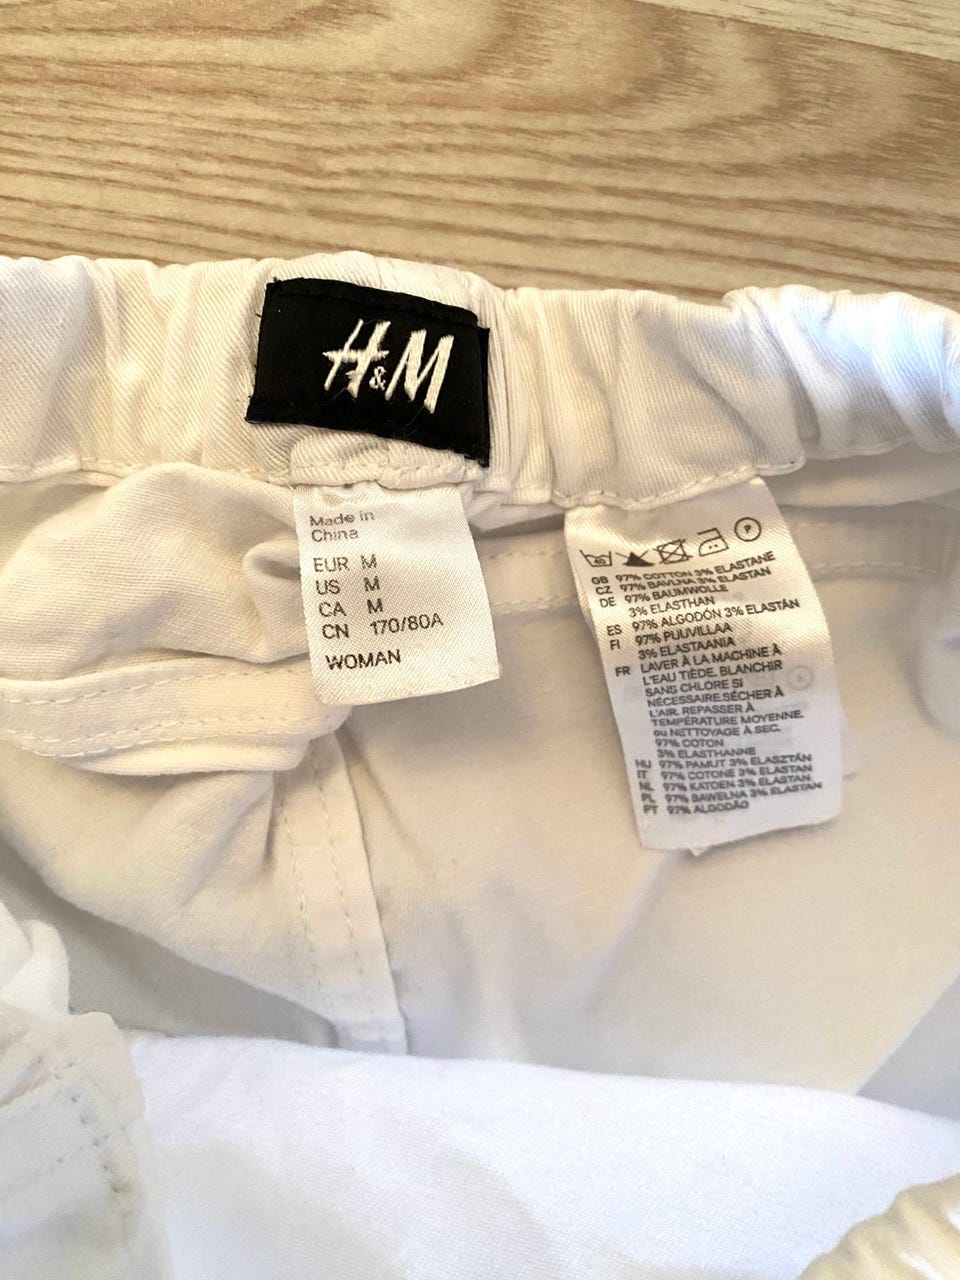 H&M
Made in
China
EUR M
US M
CA M
CN 170/80A
WOMAN
40
P
GB 97% COTTON 3% ELASTANE
CZ 97% BAVLNA 3% ELASTAN
DE 97% BAUMWOLLE
3% ELASTHAN
ES 97% ALGODÓN 3% ELASTÁN
FI 97% PUUVILLAA
3% ELASTAANIA
FR LAVER À LA MACHINE À
L'EAU TIÈDE. BLANCHIR
SANS CHLORE SI
NÉCESSAIRE.SÉCHER À
L'AIR. REPASSER À
TEMPÉRATURE MOYENNE.
ou NETTOYAGE À SEC.
97% COTON
3% ELASTHANNE
HU 97% PAMUT 3% ELASZTÁN
IT 97% COTONE 3% ELASTAN
NL 97% KATOEN 3% ELASTAN
PL 97% BAWEŁNA 3% ELASTAN
PT 97% ALGODÃO